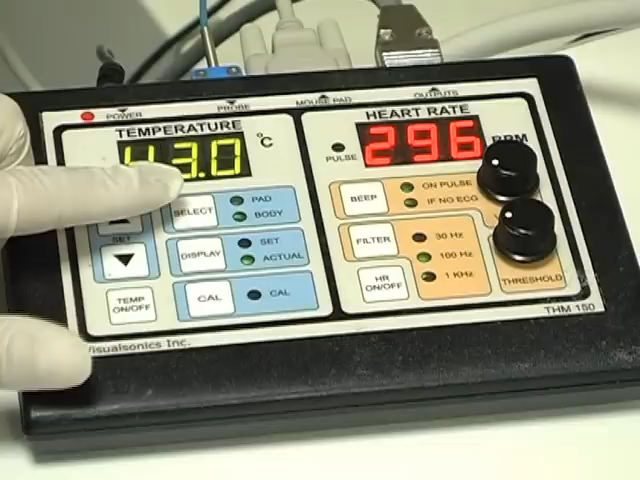 POWER PROBE MOUSE PAD OUTPUTS
TEMPERATURE
43.0 °C
SELECT
PAD
BODY
SET
DISPLAY
SET
ACTUAL
TEMP
ON/OFF
CAL
CAL
HEART RATE
PULSE
296
BPM
BEEP
ON PULSE
IF NO ECG
FILTER
30 Hz
100 Hz
1 KHz
HR
ON/OFF
THRESHOLD
Visualsonics Inc.
THM 150